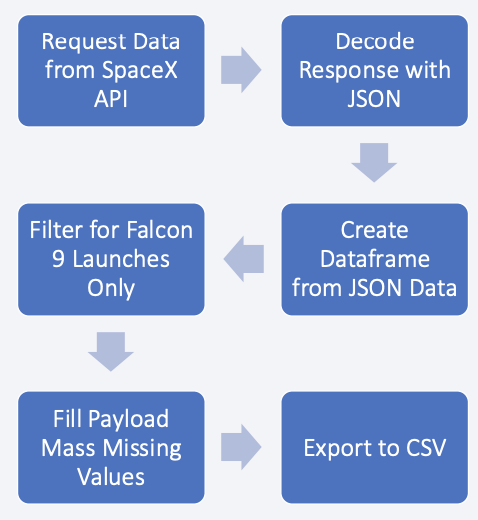 Request Data
from SpaceX
API
Decode
Response with
JSON
Create
Dataframe
from JSON Data
Filter for Falcon
9 Launches
Only
Fill Payload
Mass Missing
Values
Export to CSV